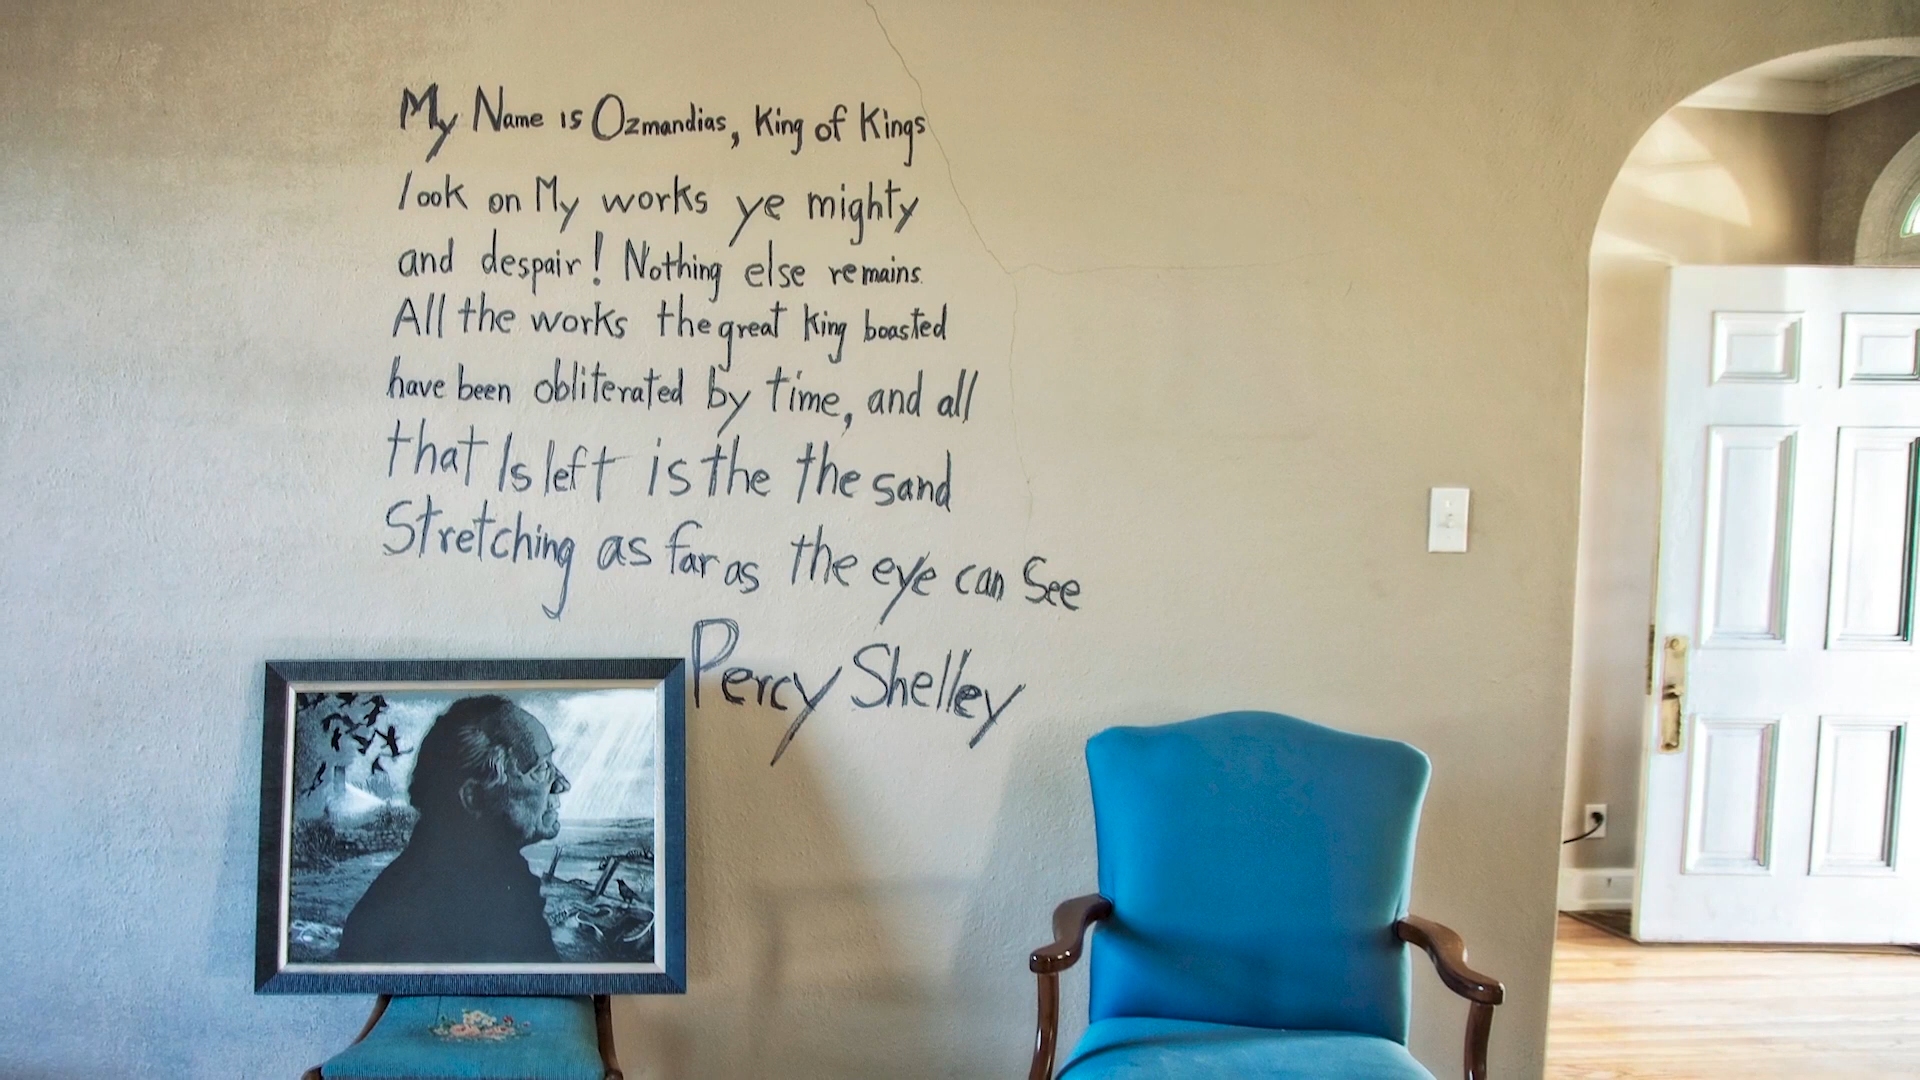 My Name is Ozmandias, King of Kings
look on My works ye mighty
and despair! Nothing else remains.
All the works the great king boasted
have been obliterated by time, and all
that Is left is the the sand
Stretching as far as the eye can See
Percy Shelley